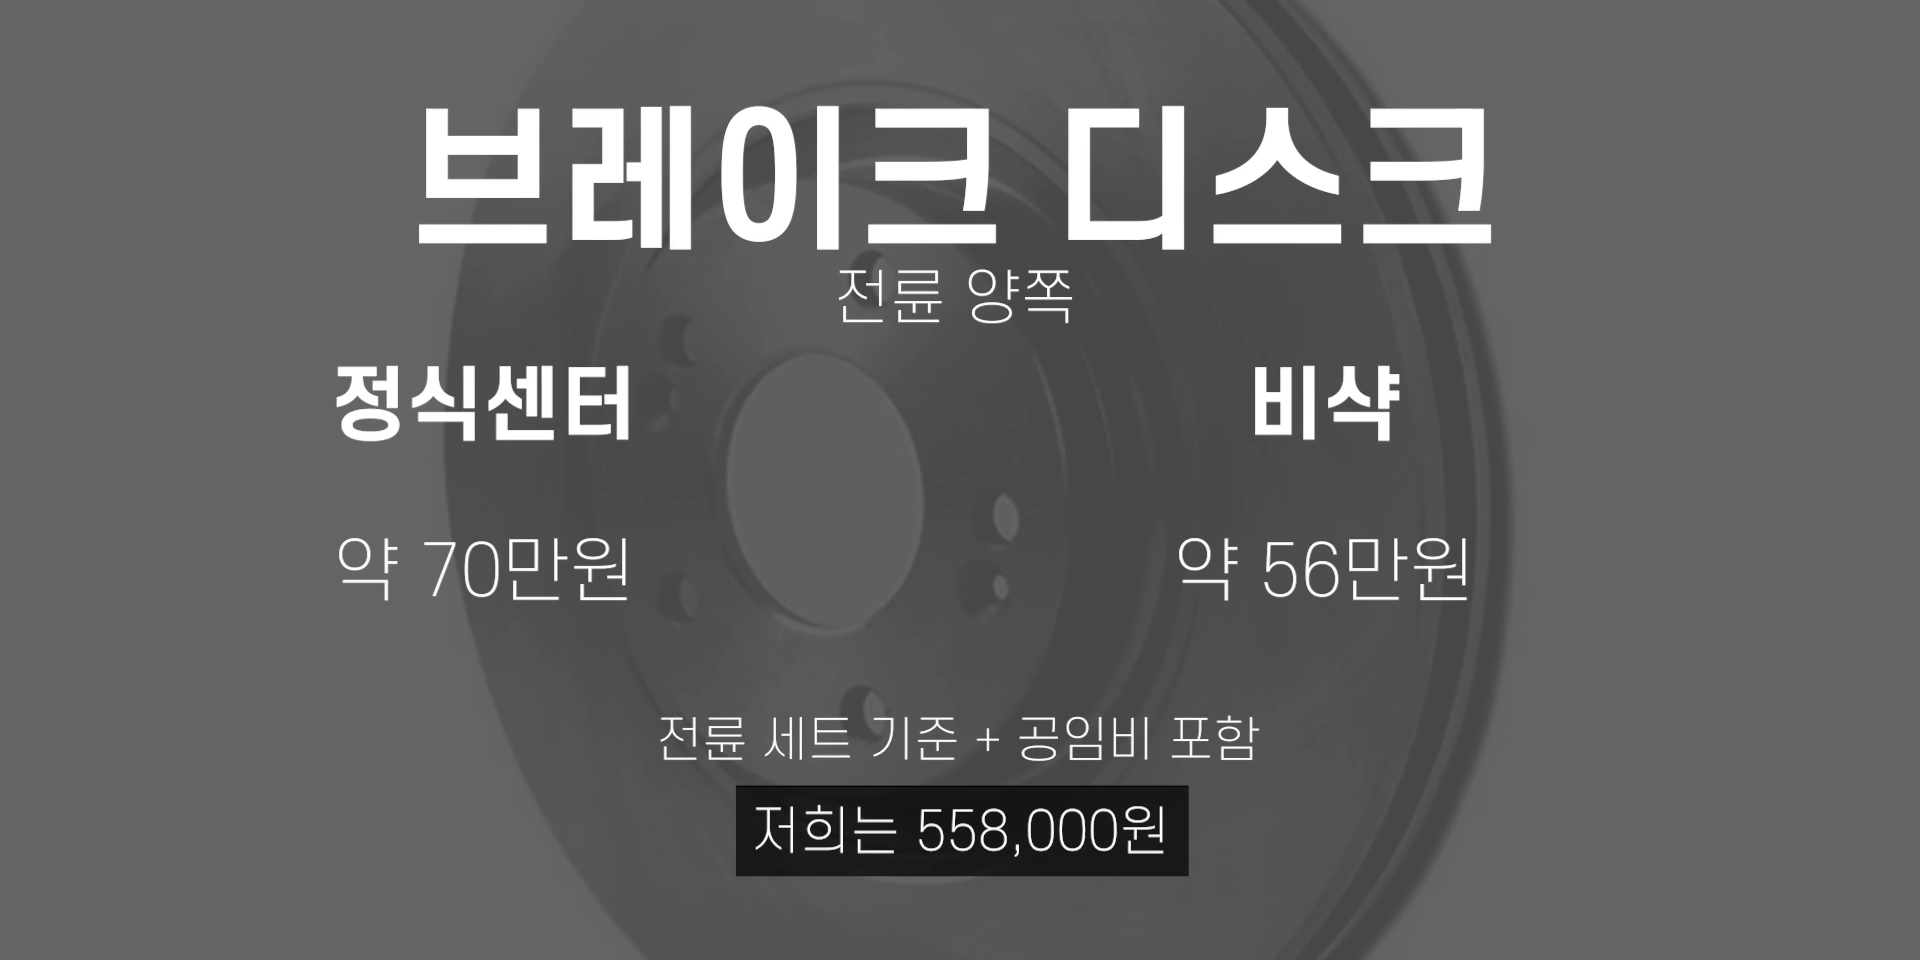 브레이크 디스크
전륜 양쪽
정식센터 비샥
약 70만원 약 56만원
전륜 세트 기준 + 공임비 포함
저희는 558,000원